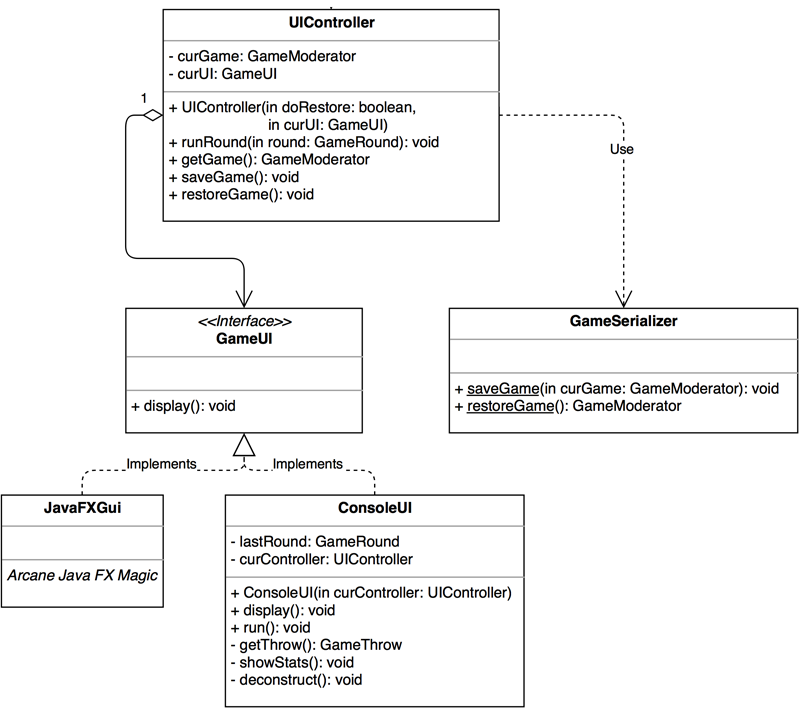 UIController
- curGame: GameModerator
- curUI: GameUI
+ UIController(in doRestore: boolean,
in curUI: GameUI)
+ runRound(in round: GameRound): void
+ getGame(): GameModerator
+ saveGame(): void
+ restoreGame(): void
1
Use
<<Interface>>
GameUI
+ display(): void
GameSerializer
+ saveGame(in curGame: GameModerator): void
+ restoreGame(): GameModerator
Implements
Implements
JavaFXGui
Arcane Java FX Magic
ConsoleUI
- lastRound: GameRound
- curController: UIController
+ ConsoleUI(in curController: UIController)
+ display(): void
+ run(): void
- getThrow(): GameThrow
- showStats(): void
- deconstruct(): void